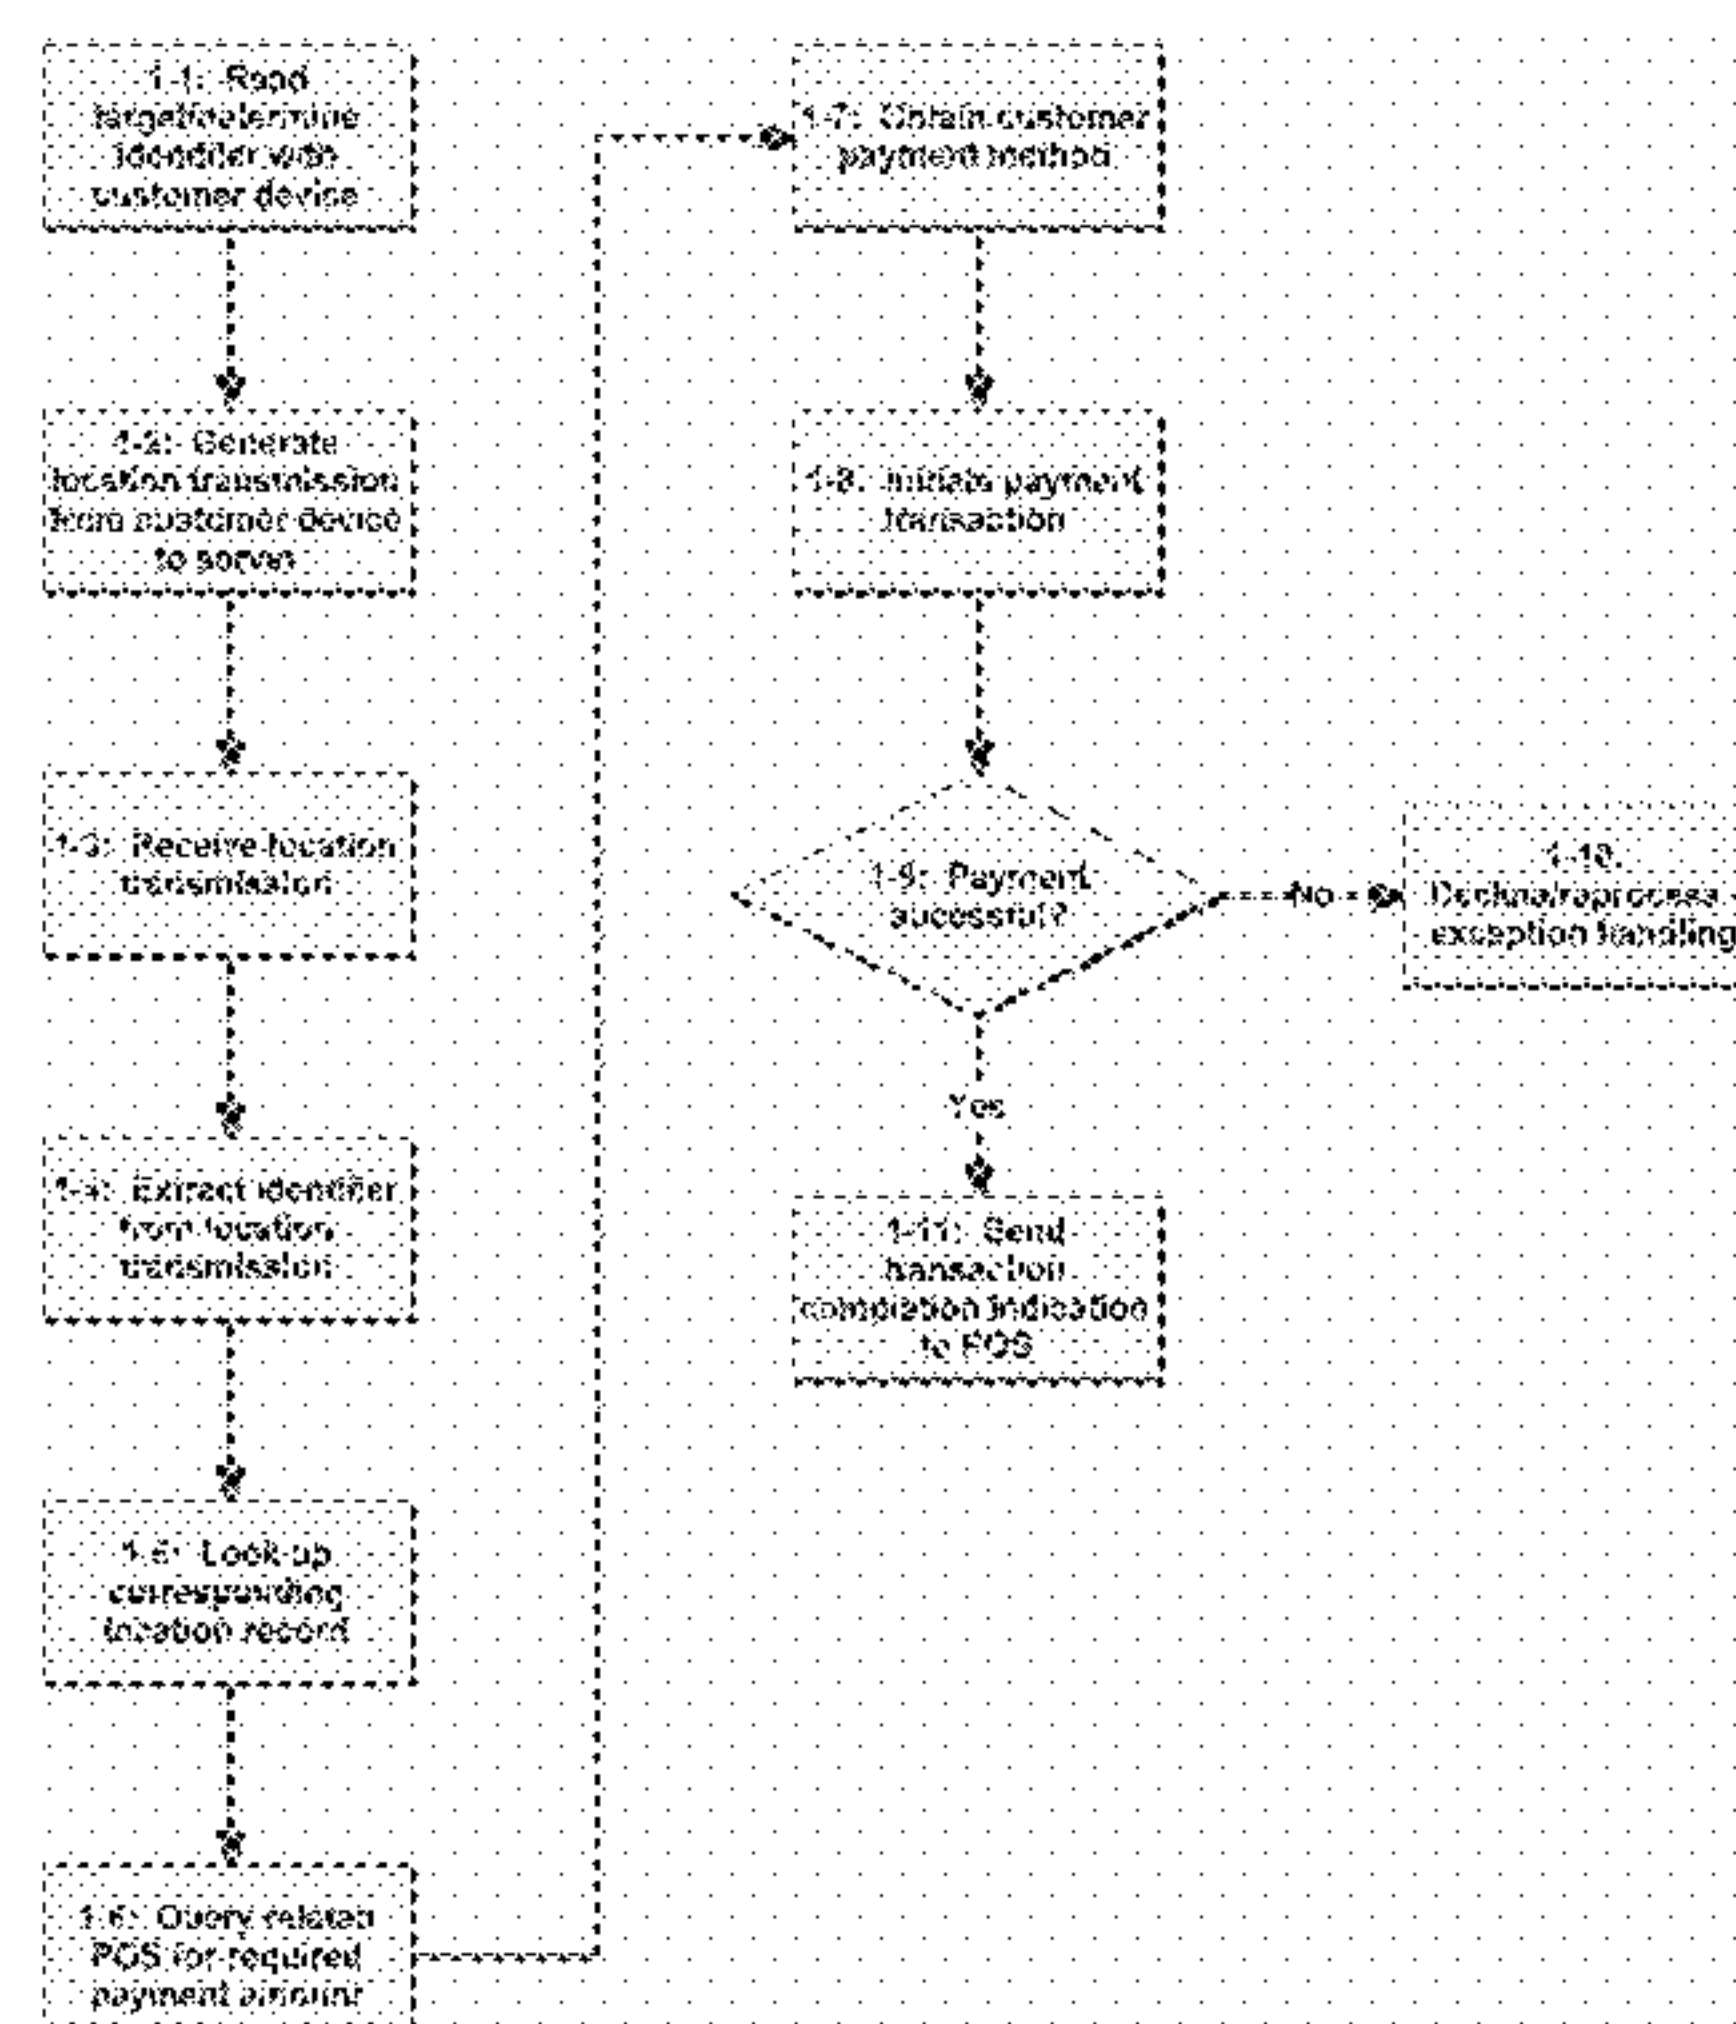 1-1: Read
target/determine
identifier with
customer device
1-2: Generate
location transmission
from customer device
to server
1-3: Receive location
transmission
1-4: Extract identifier
from location
transmission
1-5: Look-up
corresponding
location record
1-6: Query related
POS for required
payment amount
1-7: Obtain customer
payment method
1-8: Initiate payment
transaction
1-9: Payment
sucessful?
No
1-10:
Decline/reprocess -
exception handling
Yes
1-11: Send
transaction
completion indication
to POS